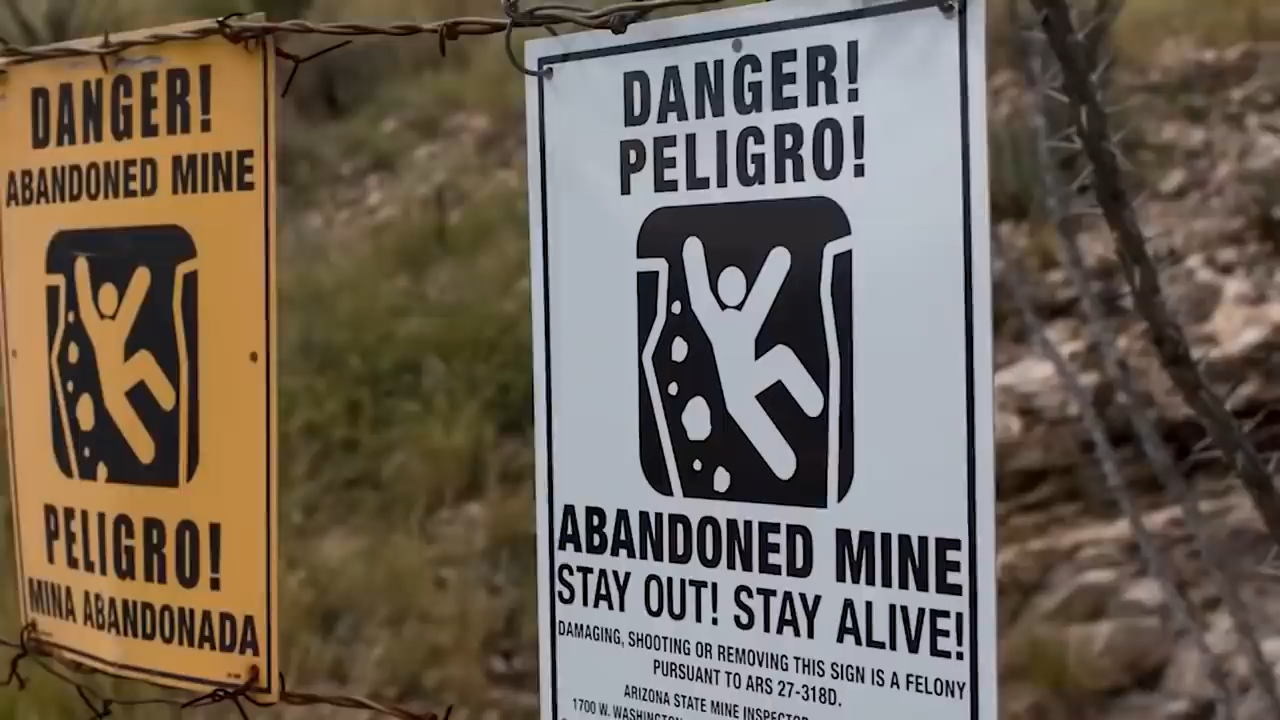 DANGER!
ABANDONED MINE
PELIGRO!
MINA ABANDONADA
DANGER!
PELIGRO!
ABANDONED MINE
STAY OUT! STAY ALIVE!
DAMAGING, SHOOTING OR REMOVING THIS SIGN IS A FELONY
PURSUANT TO ARS 27-318D.
ARIZONA STATE MINE INSPECTOR
1700 W. WASHINGTON